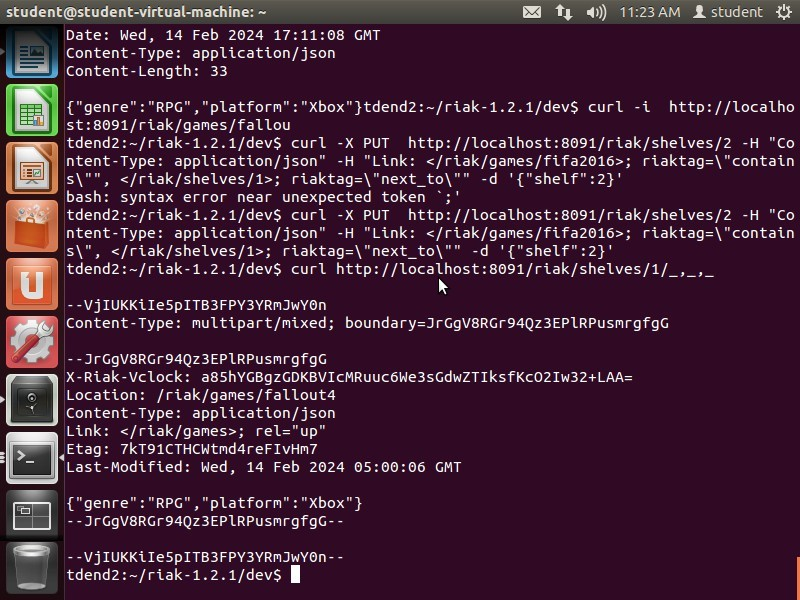 student@student-virtual-machine: ~
11:23 AM
student
Date: Wed, 14 Feb 2024 17:11:08 GMT
Content-Type: application/json
Content-Length: 33
{"genre":"RPG","platform":"Xbox"}tdend2:~/riak-1.2.1/dev$ curl -i  http://localho
st:8091/riak/games/fallou
tdend2:~/riak-1.2.1/dev$ curl -X PUT  http://localhost:8091/riak/shelves/2 -H "Co
ntent-Type: application/json" -H "Link: </riak/games/fifa2016>; riaktag=\"contain
s\"", </riak/shelves/1>; riaktag=\"next_to\"" -d '{"shelf":2}'
bash: syntax error near unexpected token `;'
tdend2:~/riak-1.2.1/dev$ curl -X PUT  http://localhost:8091/riak/shelves/2 -H "Co
ntent-Type: application/json" -H "Link: </riak/games/fifa2016>; riaktag=\"contain
s\", </riak/shelves/1>; riaktag=\"next_to\"" -d '{"shelf":2}'
tdend2:~/riak-1.2.1/dev$ curl http://localhost:8091/riak/shelves/1/_,_,_
--VjIUKKiIe5pITB3FPY3YRmJwY0n
Content-Type: multipart/mixed; boundary=JrGgV8RGr94Qz3EPlRPusmrgfgG
--JrGgV8RGr94Qz3EPlRPusmrgfgG
X-Riak-Vclock: a85hYGBgzGDKBVIcMRuuc6We3sGdwZTIksfKcO2Iw32+LAA=
Location: /riak/games/fallout4
Content-Type: application/json
Link: </riak/games>; rel="up"
Etag: 7kT91CTHCWtmd4reFIvHm7
Last-Modified: Wed, 14 Feb 2024 05:00:06 GMT
{"genre":"RPG","platform":"Xbox"}
--JrGgV8RGr94Qz3EPlRPusmrgfgG--
--VjIUKKiIe5pITB3FPY3YRmJwY0n--
tdend2:~/riak-1.2.1/dev$